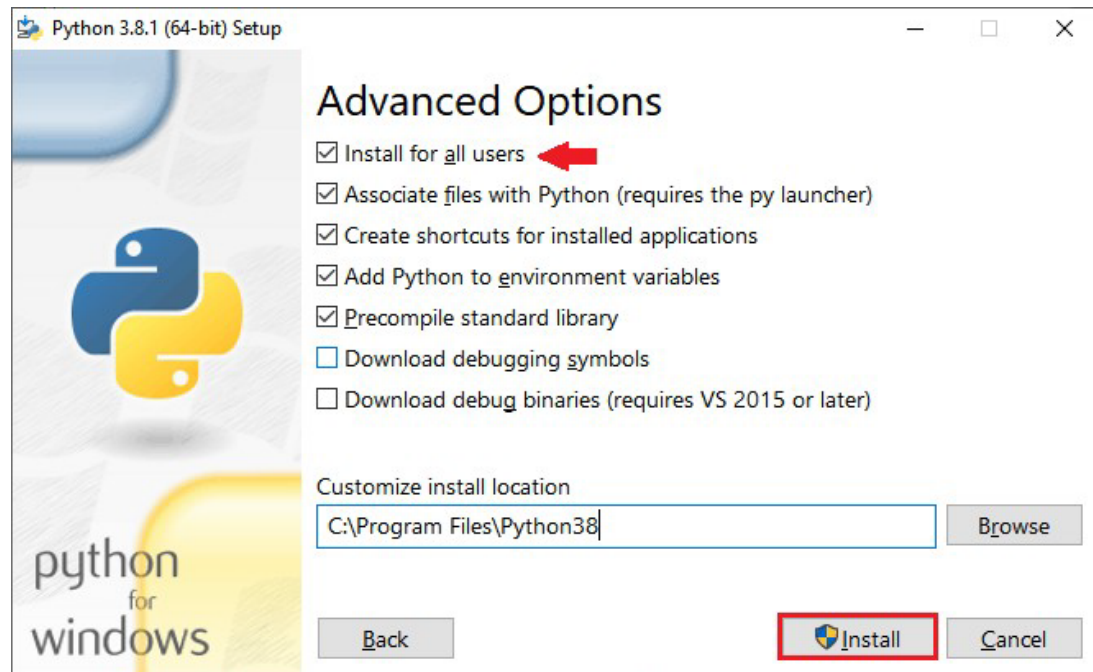 Python 3.8.1 (64-bit) Setup
Advanced Options
Install for all users
Associate files with Python (requires the py launcher)
Create shortcuts for installed applications
Add Python to environment variables
Precompile standard library
Download debugging symbols
Download debug binaries (requires VS 2015 or later)
Customize install location
C:\Program Files\Python38
Browse
python
for
windows
Back
Install
Cancel